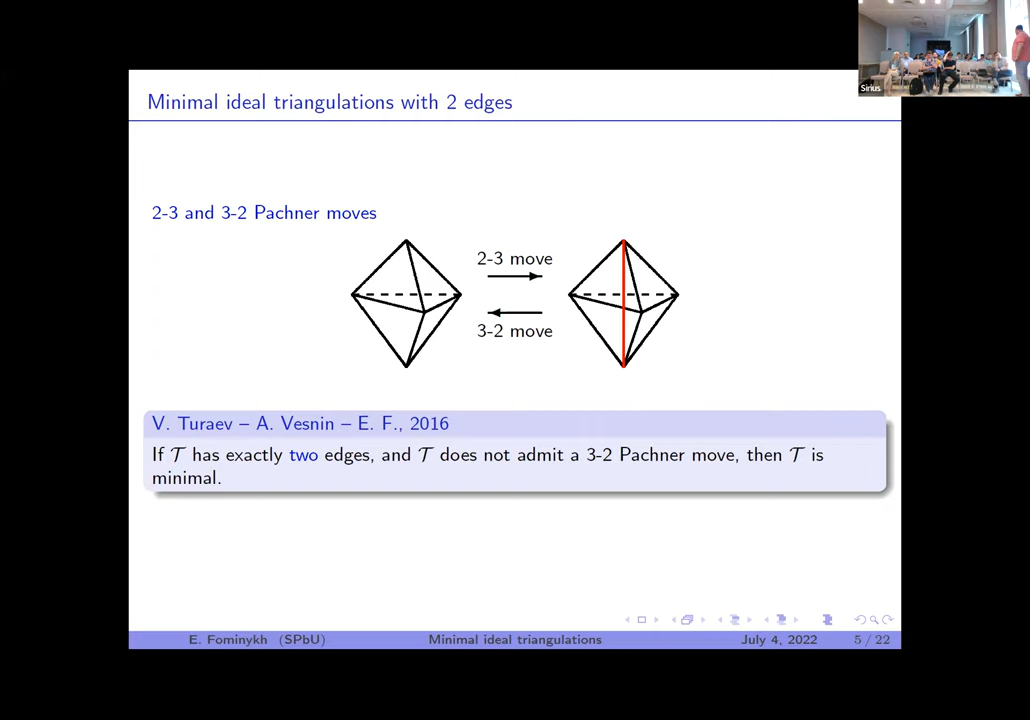 Sirius
Minimal ideal triangulations with 2 edges
2-3 and 3-2 Pachner moves
2-3 move
3-2 move
V. Turaev – A. Vesnin – E. F., 2016
If 𝒯 has exactly two edges, and 𝒯 does not admit a 3-2 Pachner move, then 𝒯 is
minimal.
E. Fominykh (SPbU) Minimal ideal triangulations July 4, 2022 5 / 22